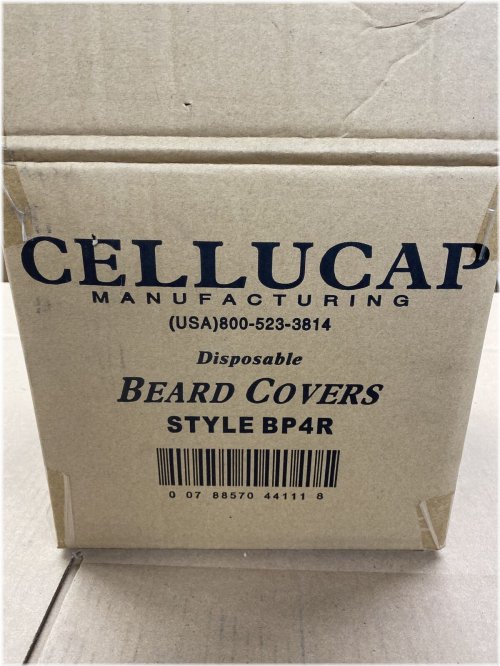 CELLUCAP
MANUFACTURING
(USA)800-523-3814
Disposable
BEARD COVERS
STYLE BP4R
0 07 88570 44111 8